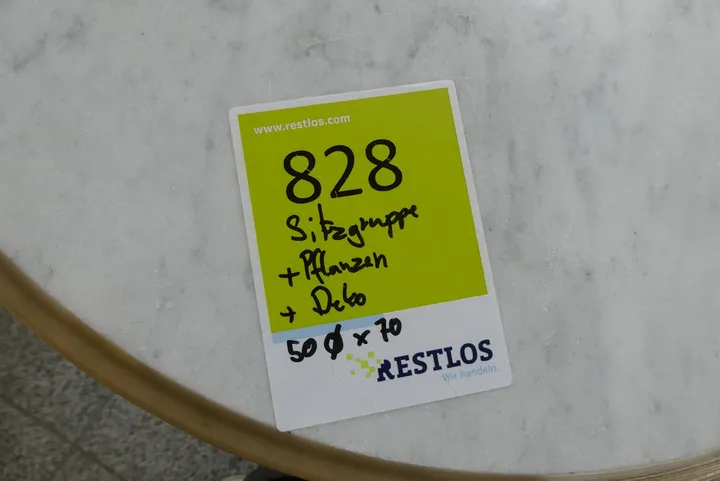 www.restlos.com
828
Sitzgruppe
+ Pflanzen
+ Deko
50 Ø x 70
RESTLOS
Wir handeln.